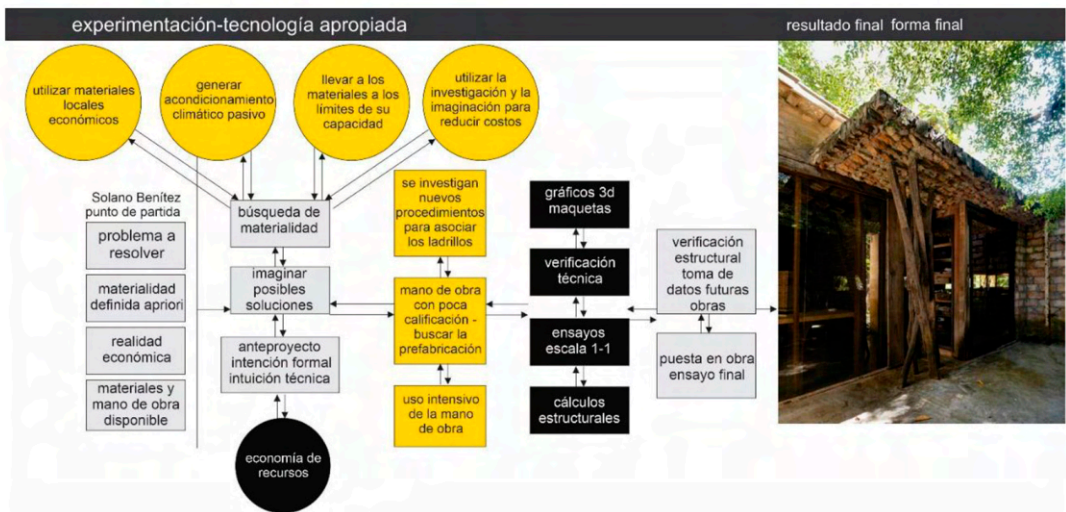 experimentación-tecnología apropiada
resultado final forma final
utilizar materiales
locales
económicos
generar
acondicionamiento
climático pasivo
llevar a los
materiales a los
límites de su
capacidad
utilizar la
investigación y la
imaginación para
reducir costos
Solano Benítez
punto de partida
problema a
resolver
materialidad
definida apriori
realidad
económica
materiales y
mano de obra
disponible
búsqueda de
materialidad
imaginar
posibles
soluciones
anteproyecto
intención formal
intuición técnica
economía de
recursos
se investigan
nuevos
procedimientos
para asociar
los ladrillos
mano de obra
con poca
calificación -
buscar la
prefabricación
uso intensivo
de la mano
de obra
gráficos 3d
maquetas
verificación
técnica
ensayos
escala 1-1
cálculos
estructurales
verificación
estructural
toma de
datos futuras
obras
puesta en obra
ensayo final